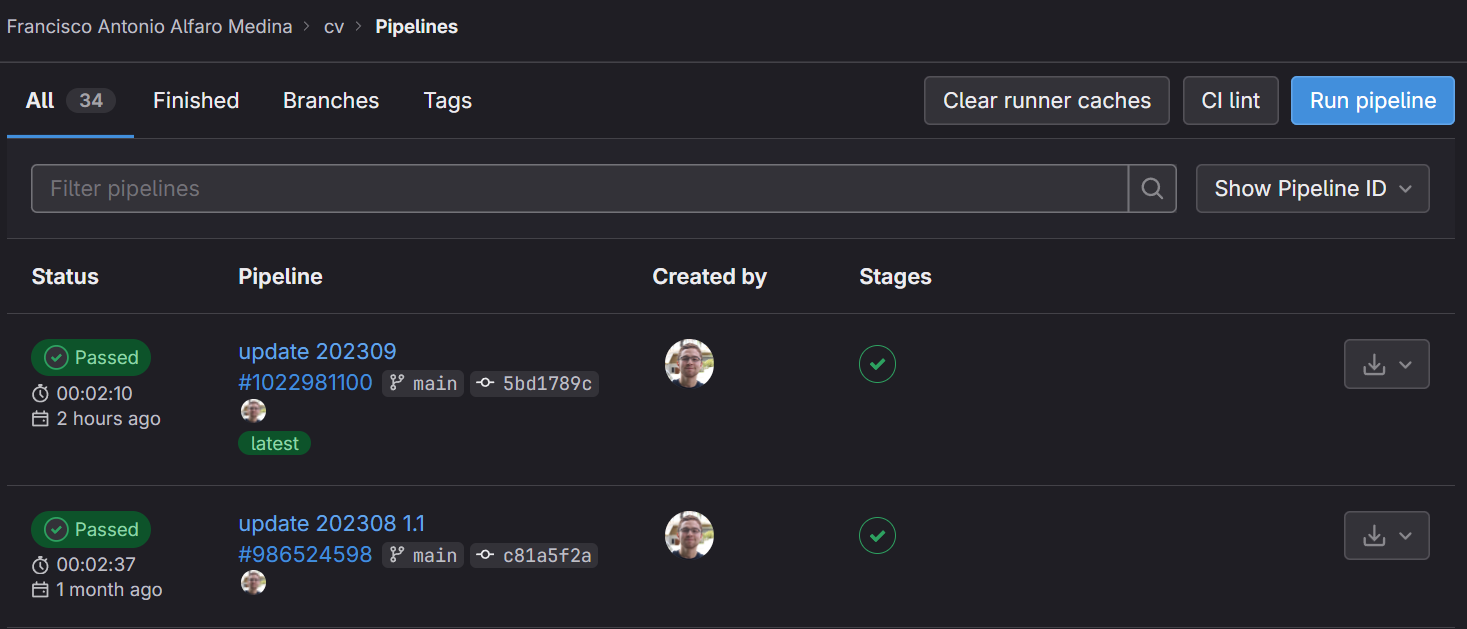 Francisco Antonio Alfaro Medina > cv > Pipelines
All 34 Finished Branches Tags Clear runner caches CI lint Run pipeline
Filter pipelines Show Pipeline ID
Status Pipeline Created by Stages
Passed
00:02:10
2 hours ago
update 202309
#1022981100 main 5bd1789c
latest
Passed
00:02:37
1 month ago
update 202308 1.1
#986524598 main c81a5f2a